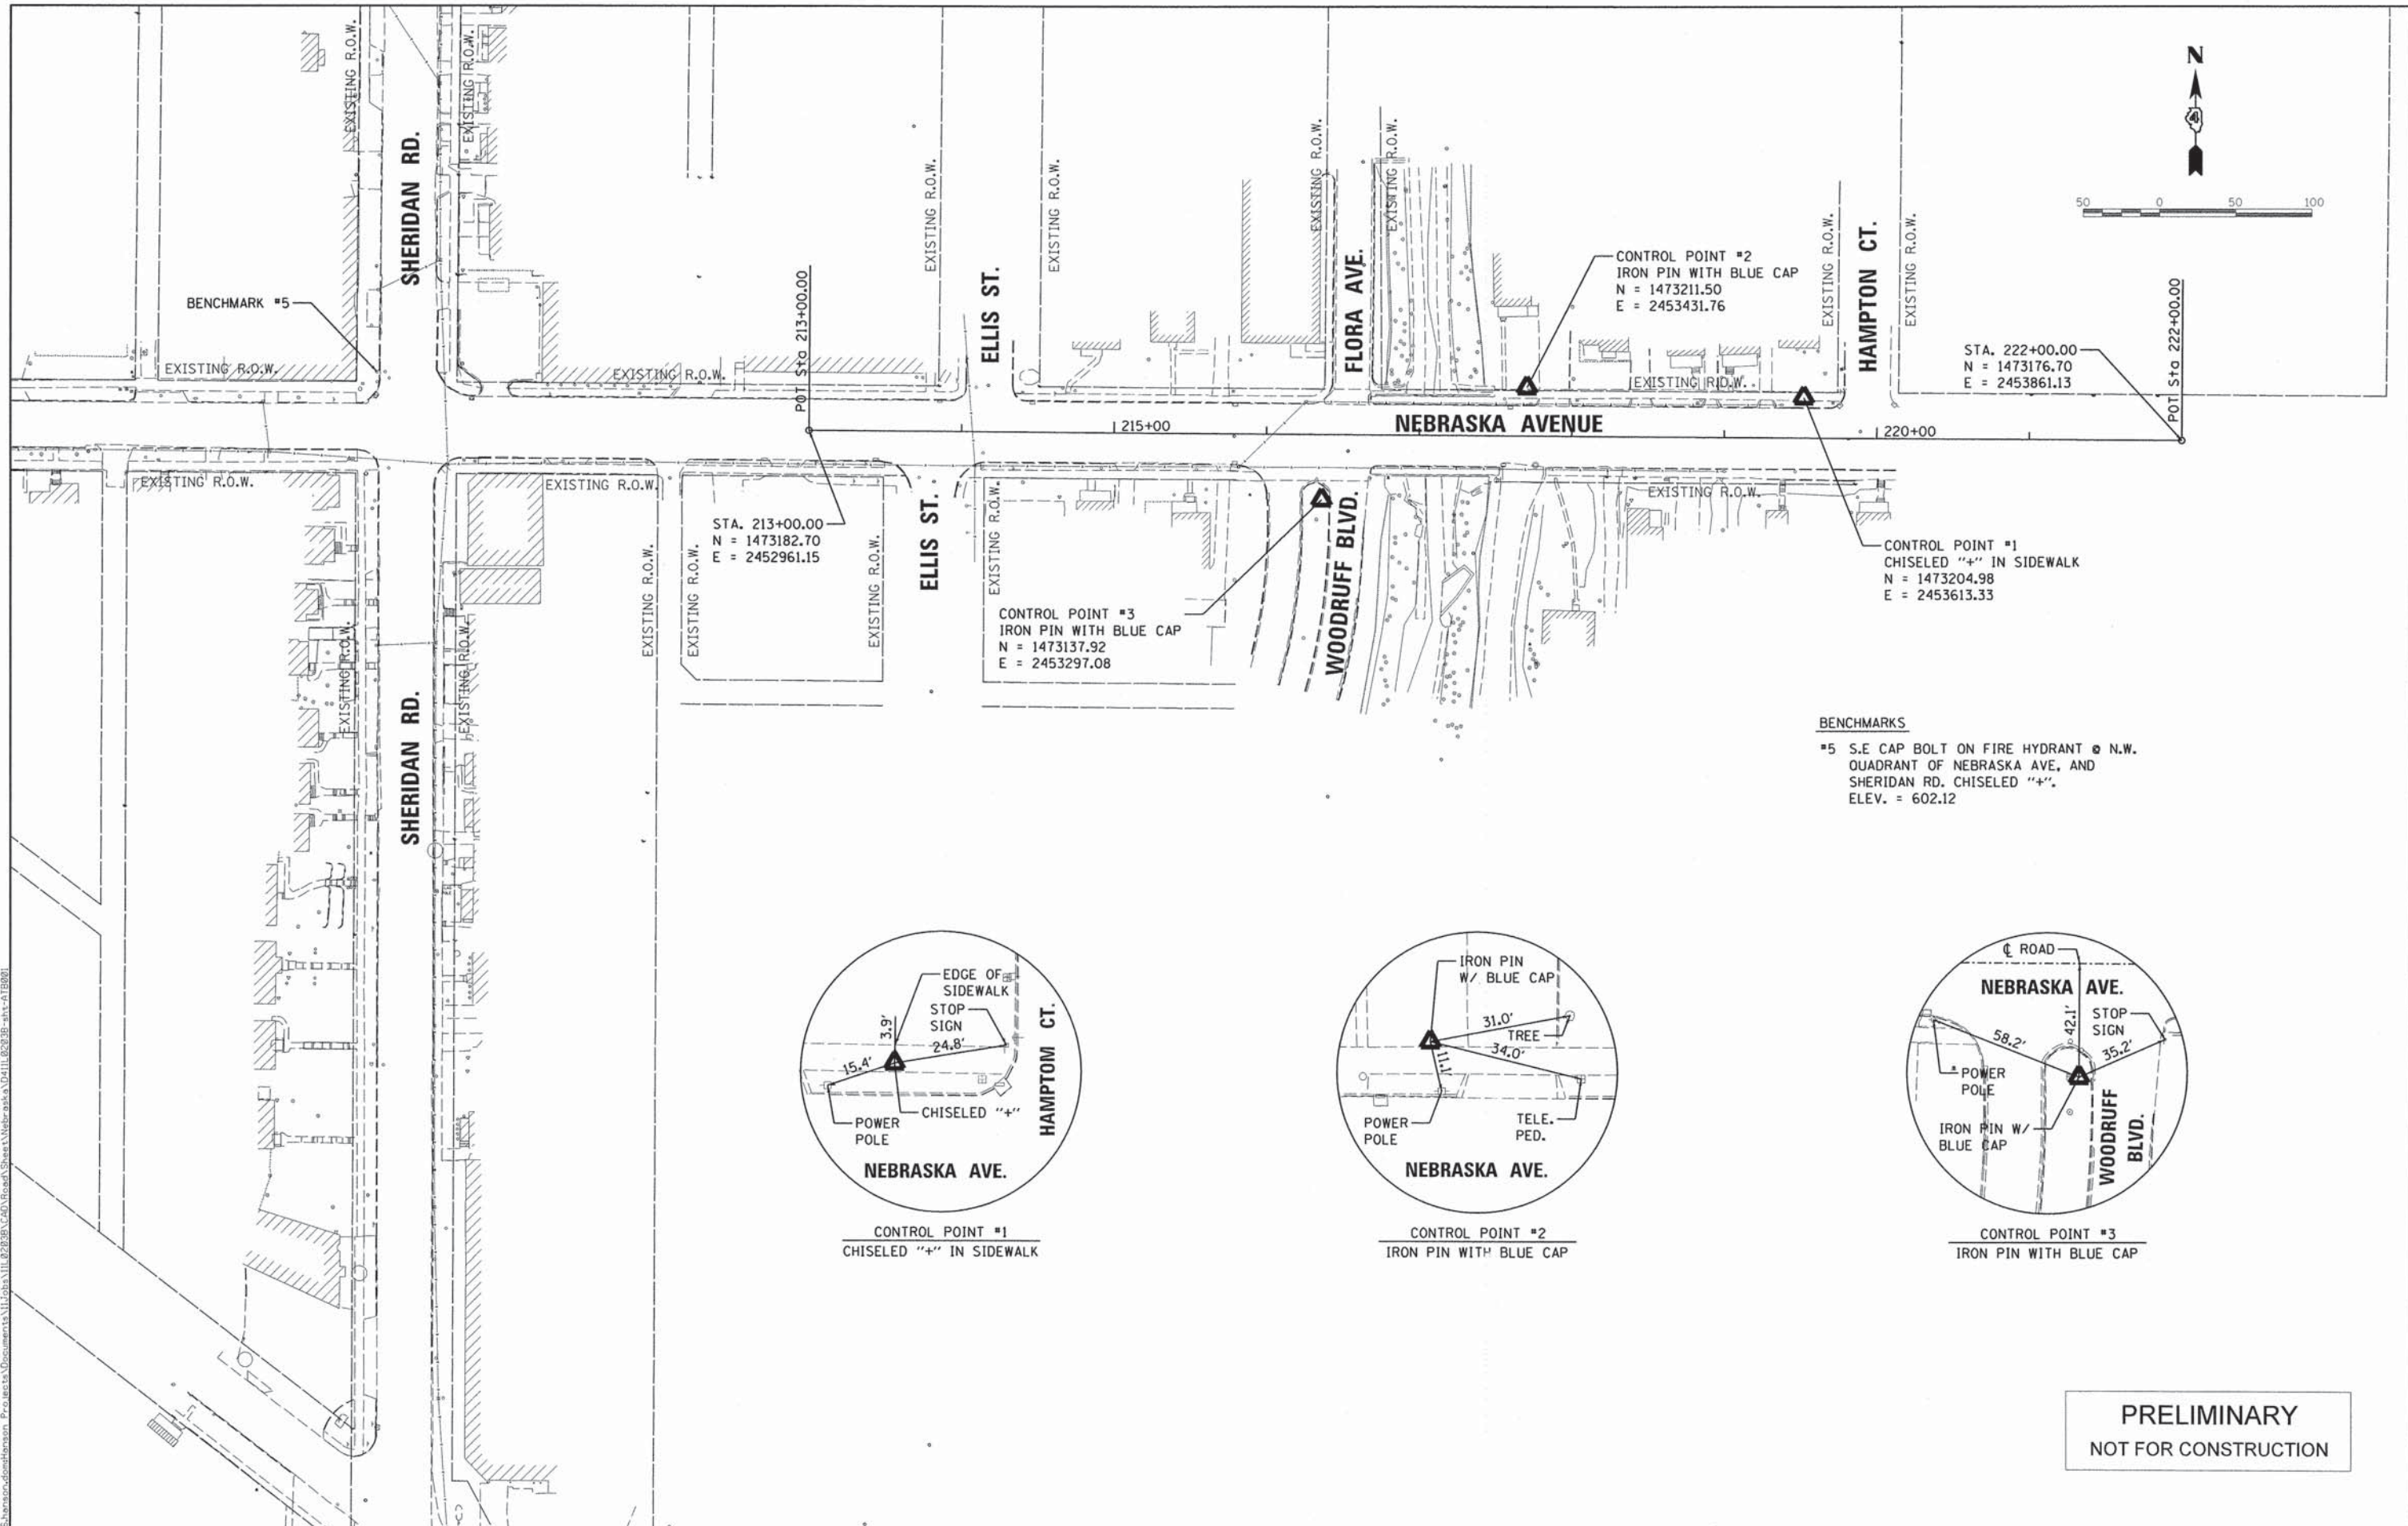 EXISTING R.O.W.
EXISTING R.O.W.
SHERIDAN RD.
BENCHMARK #5
EXISTING R.O.W.
EXISTING R.O.W.
POT Sta 213+00.00
EXISTING R.O.W.
EXISTING R.O.W.
ELLIS ST.
EXISTING R.O.W.
EXISTING R.O.W.
FLORA AVE.
CONTROL POINT #2
IRON PIN WITH BLUE CAP
N = 1473211.50
E = 2453431.76
EXISTING R.O.W.
HAMPTON CT.
EXISTING R.O.W.
N
4
50 0 50 100
STA. 222+00.00
N = 1473176.70
E = 2453861.13
POT Sta 222+00.00
EXISTING R.O.W.
215+00
NEBRASKA AVENUE
220+00
EXISTING R.O.W.
EXISTING R.O.W.
EXISTING R.O.W.
STA. 213+00.00
N = 1473182.70
E = 2452961.15
EXISTING R.O.W.
EXISTING R.O.W.
EXISTING R.O.W.
ELLIS ST.
EXISTING R.O.W.
CONTROL POINT #3
IRON PIN WITH BLUE CAP
N = 1473137.92
E = 2453297.08
WOODRUFF BLVD.
CONTROL POINT #1
CHISELED "+" IN SIDEWALK
N = 1473204.98
E = 2453613.33
EXISTING R.O.W.
EXISTING R.O.W.
SHERIDAN RD.
BENCHMARKS
#5 S.E CAP BOLT ON FIRE HYDRANT @ N.W.
QUADRANT OF NEBRASKA AVE. AND
SHERIDAN RD. CHISELED "+".
ELEV. = 602.12
EDGE OF
SIDEWALK
STOP
SIGN
3.9'
24.8'
15.4'
CHISELED "+"
POWER
POLE
HAMPTOM CT.
NEBRASKA AVE.
CONTROL POINT #1
CHISELED "+" IN SIDEWALK
IRON PIN
W/ BLUE CAP
31.0'
TREE
34.0'
11.1'
POWER
POLE
TELE.
PED.
NEBRASKA AVE.
CONTROL POINT #2
IRON PIN WITH BLUE CAP
℄ ROAD
NEBRASKA AVE.
42.1'
STOP
SIGN
58.2'
35.2'
POWER
POLE
IRON PIN W/
BLUE CAP
WOODRUFF
BLVD.
CONTROL POINT #3
IRON PIN WITH BLUE CAP
PRELIMINARY
NOT FOR CONSTRUCTION